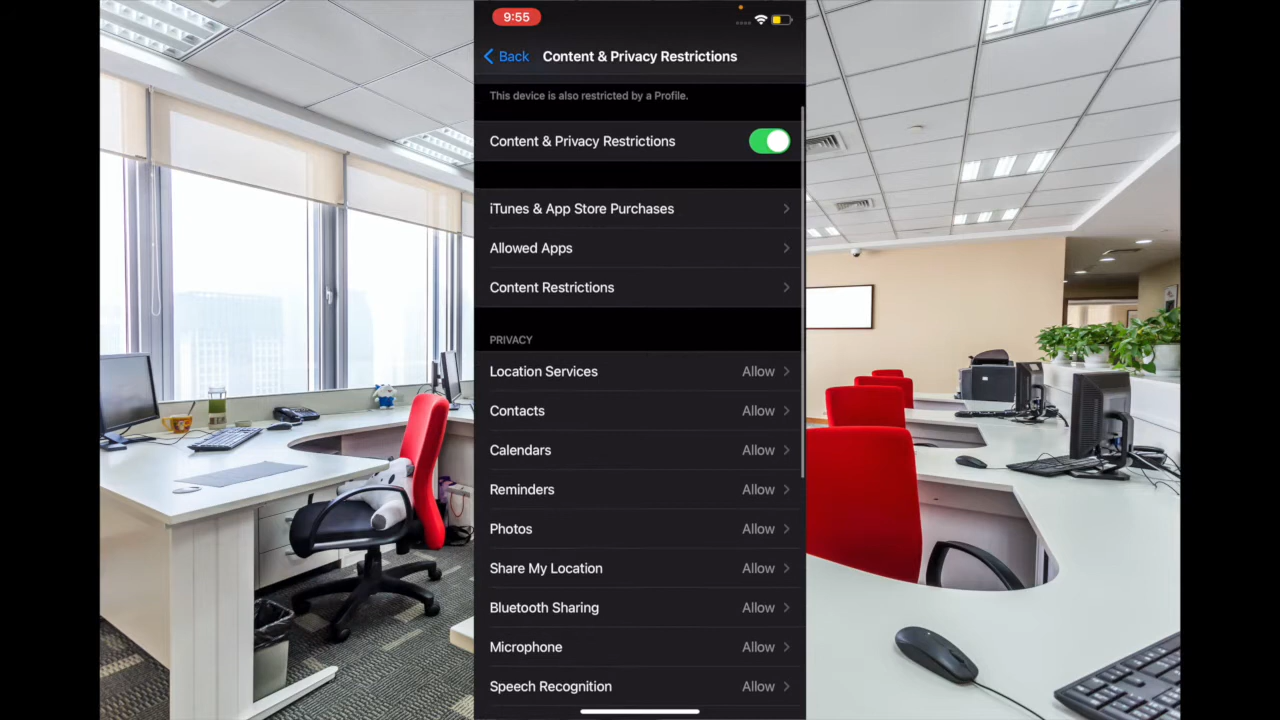 9:55
Back
Content & Privacy Restrictions
This device is also restricted by a Profile.
Content & Privacy Restrictions
iTunes & App Store Purchases
Allowed Apps
Content Restrictions
PRIVACY
Location Services Allow
Contacts Allow
Calendars Allow
Reminders Allow
Photos Allow
Share My Location Allow
Bluetooth Sharing Allow
Microphone Allow
Speech Recognition Allow